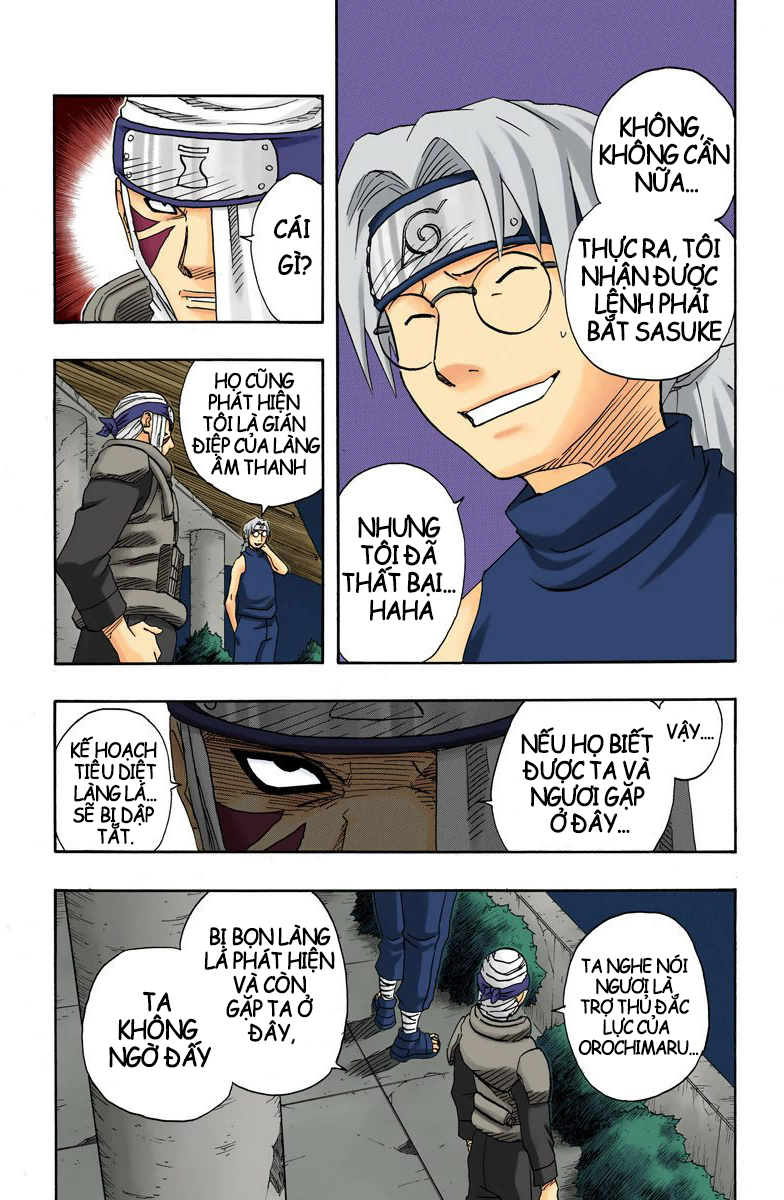 KHÔNG,
KHÔNG CẦN
NỮA...
THỰC RA, TÔI
NHẬN ĐƯỢC
LỆNH PHẢI
BẮT SASUKE
NHƯNG
TÔI ĐÃ
THẤT BẠI...
HAHA
CÁI
GÌ?
HỌ CŨNG
PHÁT HIỆN
TÔI LÀ GIÁN
ĐIỆP CỦA LÀNG
ÂM THANH
VẬY....
NẾU HỌ BIẾT
ĐƯỢC TA VÀ
NGƯƠI GẶP
Ở ĐÂY...
KẾ HOẠCH
TIÊU DIỆT
LÀNG LÁ...
SẼ BỊ DẬP
TẮT.
TA NGHE NÓI
NGƯƠI LÀ
TRỢ THỦ ĐẮC
LỰC CỦA
OROCHIMARU...
BỊ BỌN LÀNG
LÁ PHÁT HIỆN
VÀ CÒN
GẶP TA Ở
ĐÂY,
TA
KHÔNG
NGỜ ĐẤY